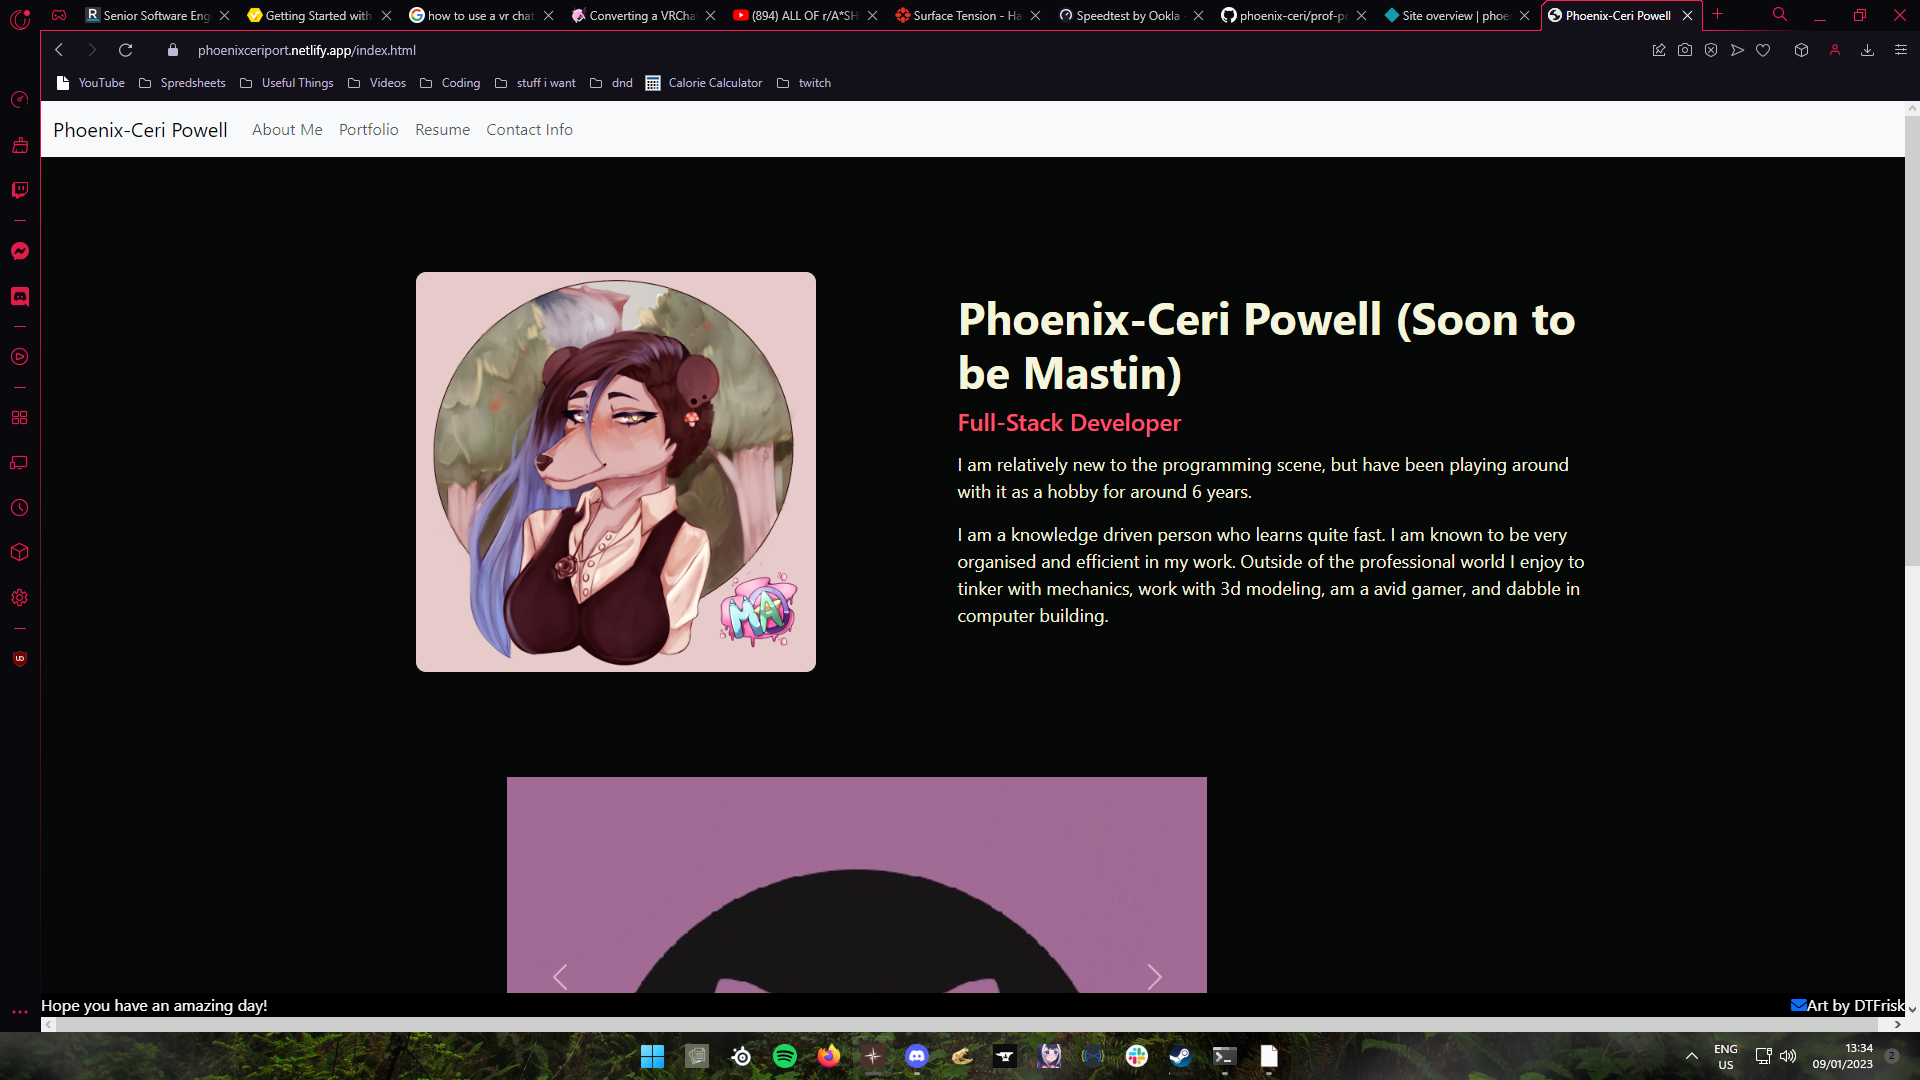 Senior Software Eng
Getting Started with
how to use a vr chat
Converting a VRCha
(894) ALL OF r/A*SH
Surface Tension - Ha
Speedtest by Ookla
phoenix-ceri/prof-po
Site overview | phoe
Phoenix-Ceri Powell
phoenixceriport.netlify.app/index.html
YouTube Spredsheets Useful Things Videos Coding stuff i want dnd Calorie Calculator twitch
Phoenix-Ceri Powell About Me Portfolio Resume Contact Info
MA
Phoenix-Ceri Powell (Soon to
be Mastin)
Full-Stack Developer
I am relatively new to the programming scene, but have been playing around
with it as a hobby for around 6 years.
I am a knowledge driven person who learns quite fast. I am known to be very
organised and efficient in my work. Outside of the professional world I enjoy to
tinker with mechanics, work with 3d modeling, am a avid gamer, and dabble in
computer building.
Hope you have an amazing day!
Art by DTFrisk
ENG
US
13:34
09/01/2023
2